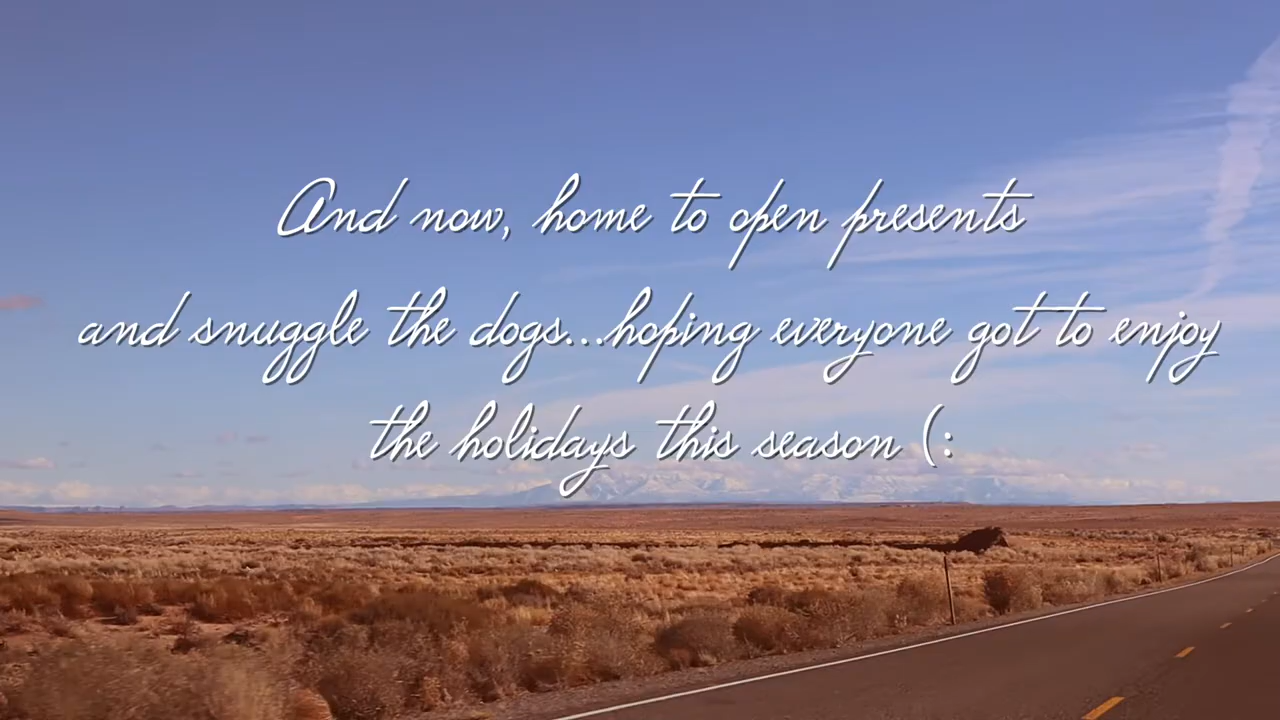 And now, home to open presents
and snuggle the dogs...hoping everyone got to enjoy
the holidays this season (: